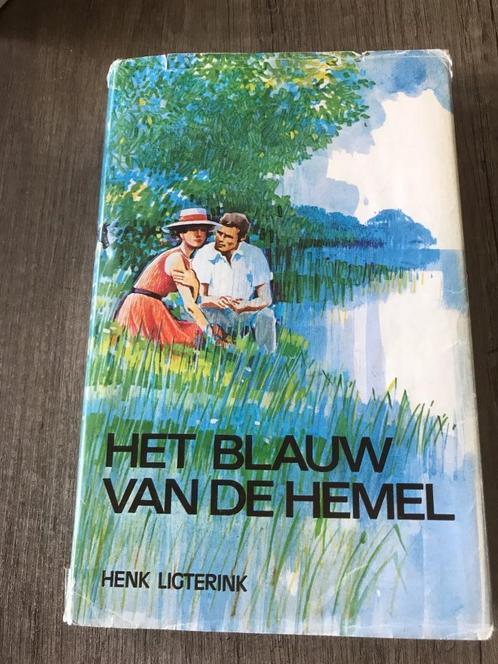 HET BLAUW
VAN DE HEMEL
HENK LIGTERINK